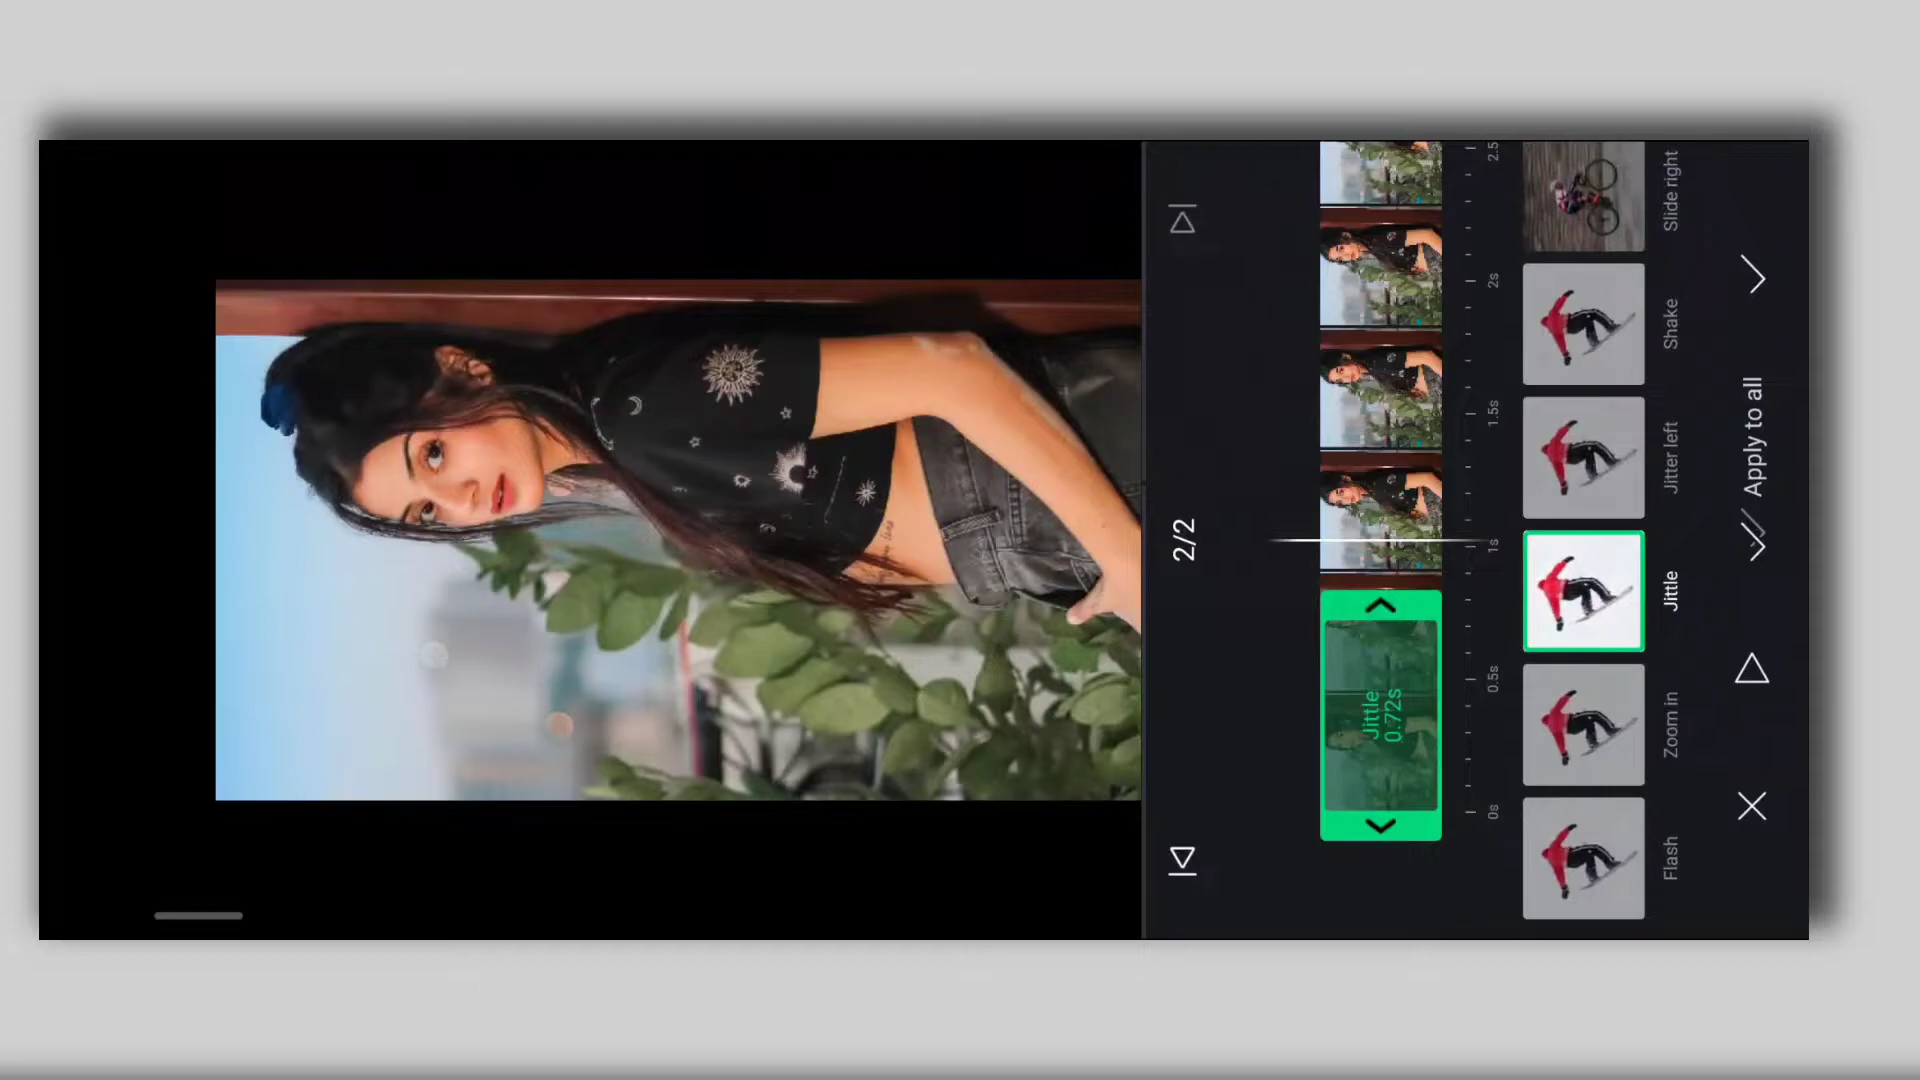 2/2
Jittle
0.72s
0s
0.5s
1s
1.5s
2s
2.5
Flash
Zoom in
Jittle
Jitter left
Shake
Slide right
Apply to all